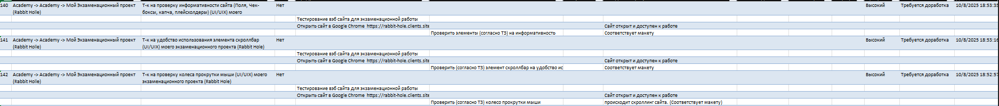 140 Academy -> Academy -> Мой Экзаменационный проект Т-к на проверку информативности сайта (Поля, Чек- Нет Высокий Требуется доработка 10/8/2025 18:53:35
(Rabbit Holle) боксы, капча, плейсхолдеры) (UI/UIX) моего
Тестирование вэб сайта для экзаменационной работы
Открыть сайт в Google Chrome https://rabbit-hole.clients.site Сайт открыт и доступен к работе
Проверить элементы (согласно ТЗ) на информативность Соответствует макету
141 Academy -> Academy -> Мой Экзаменационный проект Т-к на удобство использования элемента скроллбар Нет Высокий Требуется доработка 10/8/2025 18:53:16
(Rabbit Holle) (UI/UIX) моего экзаменационного проекта (Rabbit Hole)
Тестирование вэб сайта для экзаменационной работы
Открыть сайт в Google Chrome https://rabbit-hole.clients.site Сайт открыт и доступен к работе
Проверить (согласно ТЗ) элемент скроллбар на удобство ис Соответствует макету
142 Academy -> Academy -> Мой Экзаменационный проект Т-к на проверку колеса прокрутки мыши (UI/UIX) моего Нет Высокий Требуется доработка 10/8/2025 18:52:57
(Rabbit Holle) экзаменационного проекта (Rabbit Hole)
Тестирование вэб сайта для экзаменационной работы
Открыть сайт в Google Chrome https://rabbit-hole.clients.site Сайт открыт и доступен к работе
Проверить (согласно ТЗ) колесо прокрутки мыши происходит скроллинг сайта. (Соответствует макету)